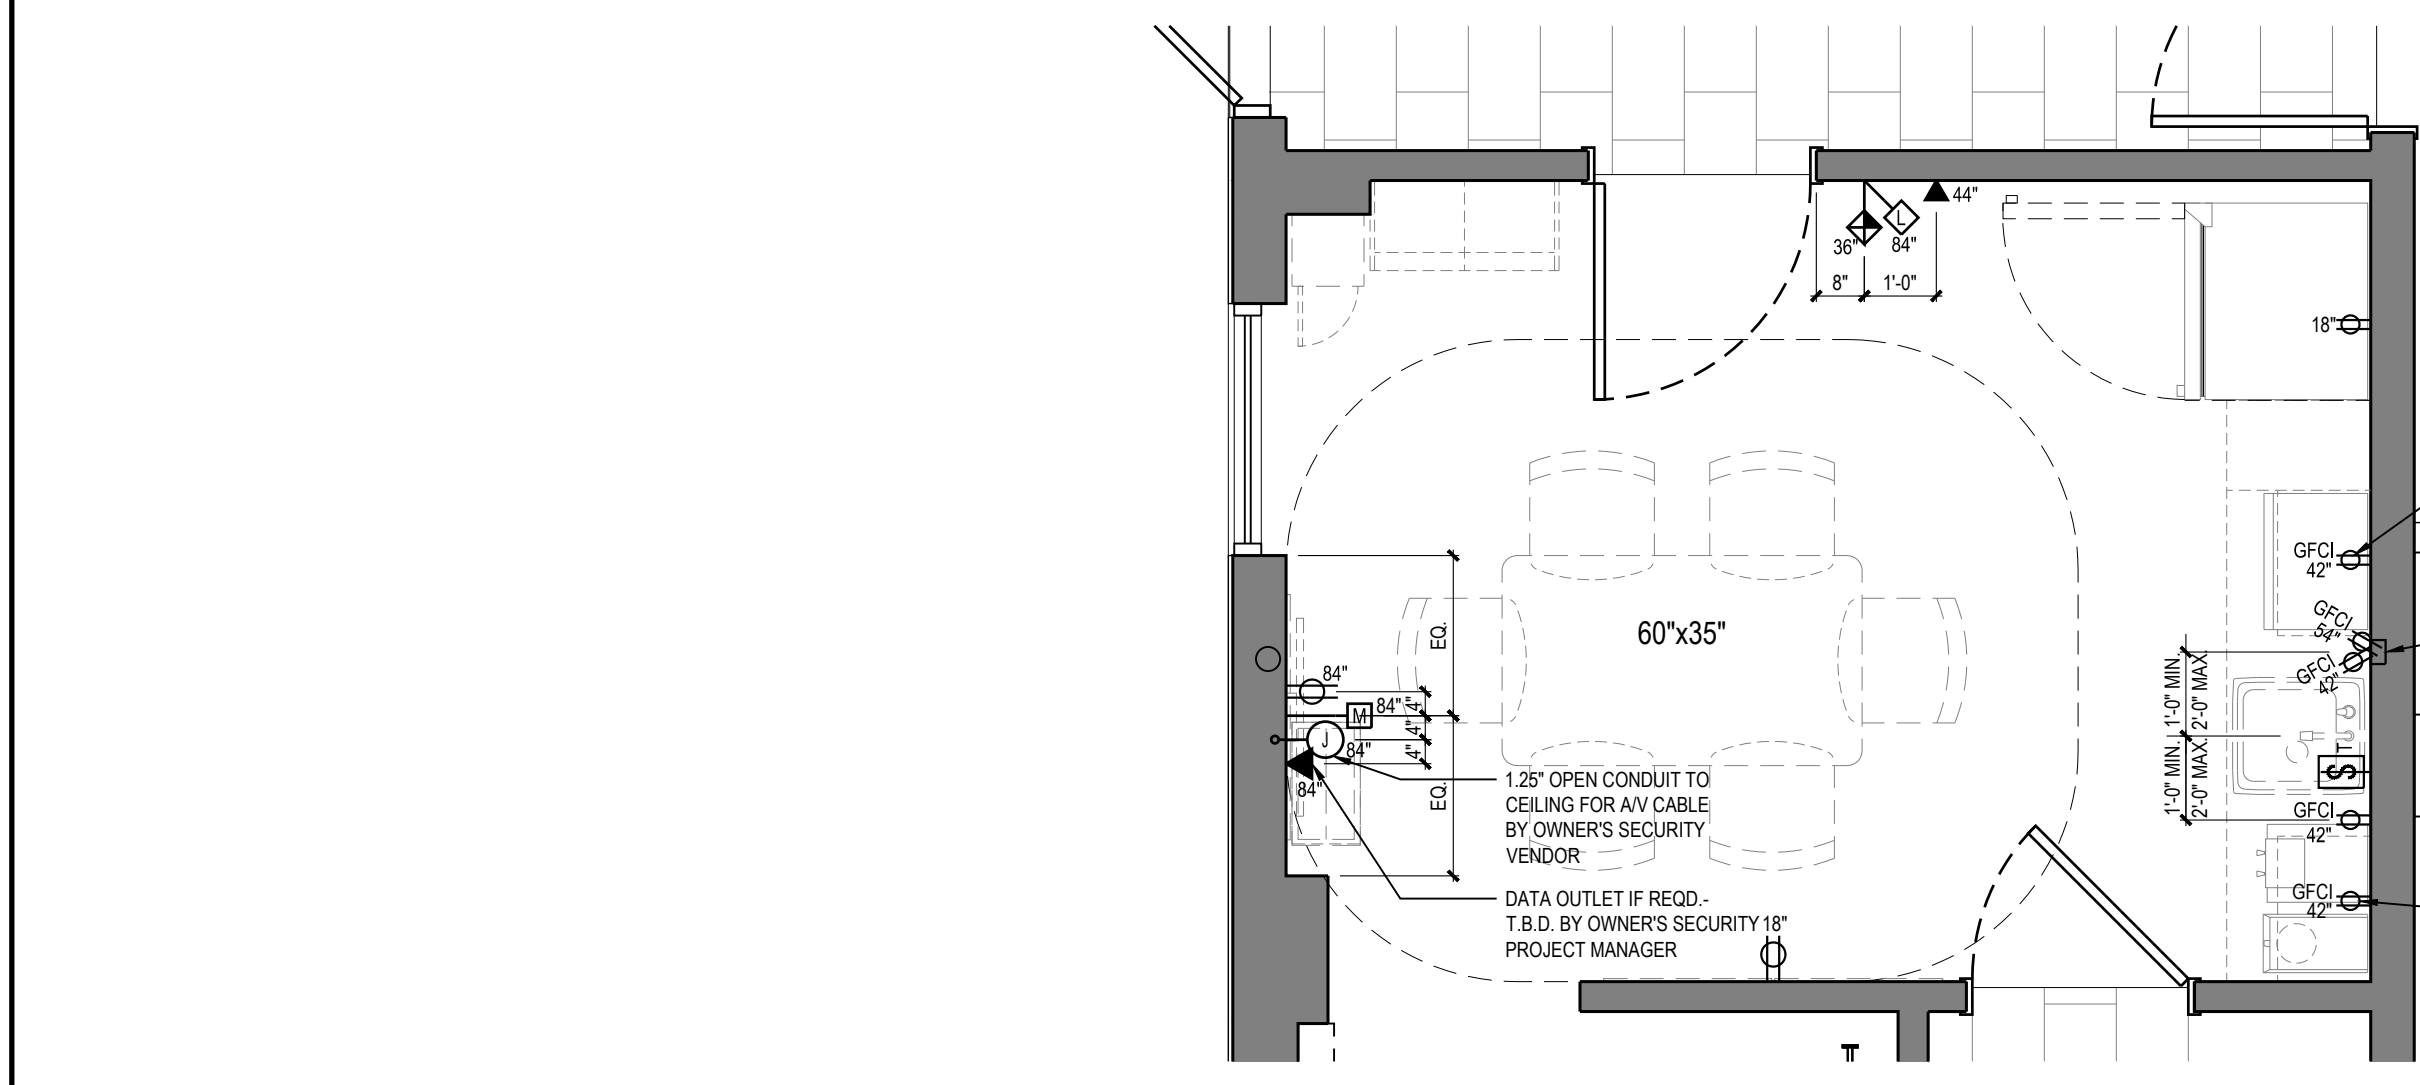 44"
L
36"
84"
8"
1'-0"
18"
GFCI
42"
GFCI
54"
GFCI
42"
60"x35"
EQ.
84"
M
84"
4"
4"
4"
J
84"
84"
EQ.
1'-0" MIN.
2'-0" MAX.
1'-0" MIN.
2'-0" MAX.
T
S
GFCI
42"
GFCI
42"
1.25" OPEN CONDUIT TO
CEILING FOR A/V CABLE
BY OWNER'S SECURITY
VENDOR
DATA OUTLET IF REQD.-
T.B.D. BY OWNER'S SECURITY
PROJECT MANAGER
18"